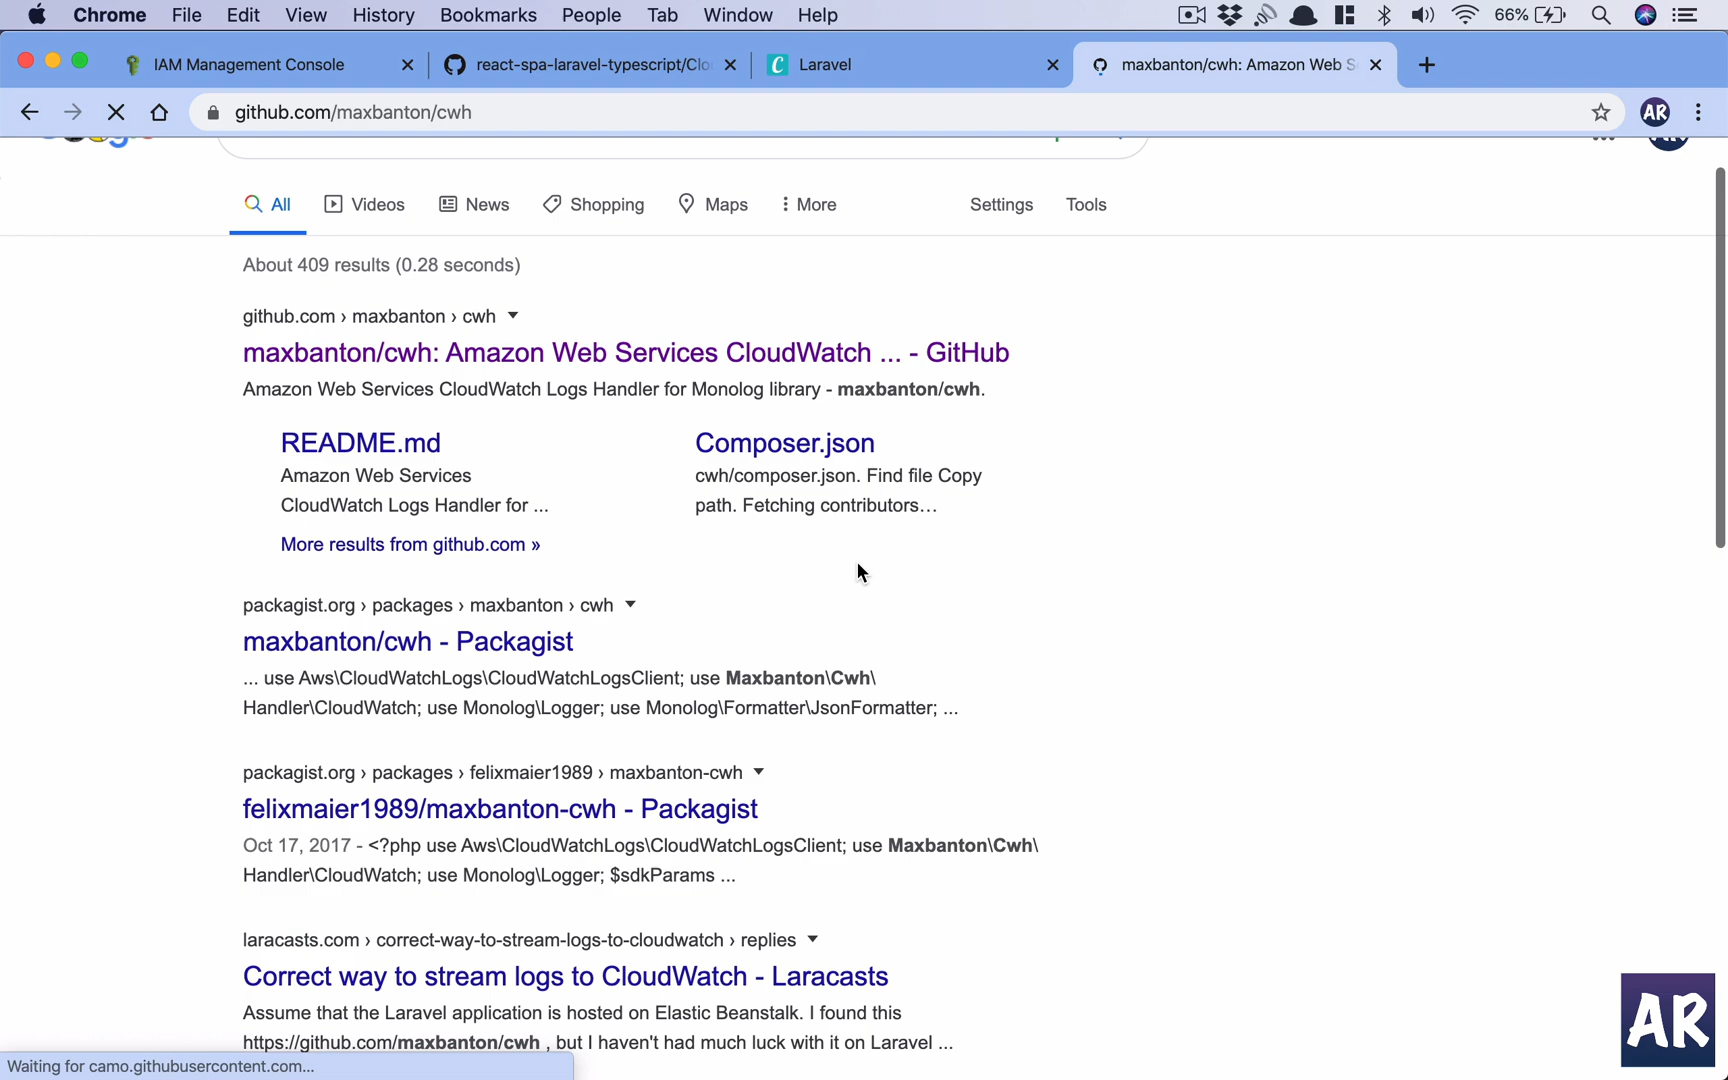 Chrome File Edit View History Bookmarks People Tab Window Help 66%
IAM Management Console react-spa-laravel-typescript/Clo Laravel maxbanton/cwh: Amazon Web S
github.com/maxbanton/cwh AR
All Videos News Shopping Maps More Settings Tools
About 409 results (0.28 seconds)
github.com › maxbanton › cwh
maxbanton/cwh: Amazon Web Services CloudWatch ... - GitHub
Amazon Web Services CloudWatch Logs Handler for Monolog library - maxbanton/cwh.
README.md
Amazon Web Services
CloudWatch Logs Handler for ...
Composer.json
cwh/composer.json. Find file Copy
path. Fetching contributors…
More results from github.com »
packagist.org › packages › maxbanton › cwh
maxbanton/cwh - Packagist
... use Aws\CloudWatchLogs\CloudWatchLogsClient; use Maxbanton\Cwh\
Handler\CloudWatch; use Monolog\Logger; use Monolog\Formatter\JsonFormatter; ...
packagist.org › packages › felixmaier1989 › maxbanton-cwh
felixmaier1989/maxbanton-cwh - Packagist
Oct 17, 2017 - <?php use Aws\CloudWatchLogs\CloudWatchLogsClient; use Maxbanton\Cwh\
Handler\CloudWatch; use Monolog\Logger; $sdkParams ...
laracasts.com › correct-way-to-stream-logs-to-cloudwatch › replies
Correct way to stream logs to CloudWatch - Laracasts
Assume that the Laravel application is hosted on Elastic Beanstalk. I found this
https://github.com/maxbanton/cwh , but I haven't had much luck with it on Laravel ...
Waiting for camo.githubusercontent.com...
AR